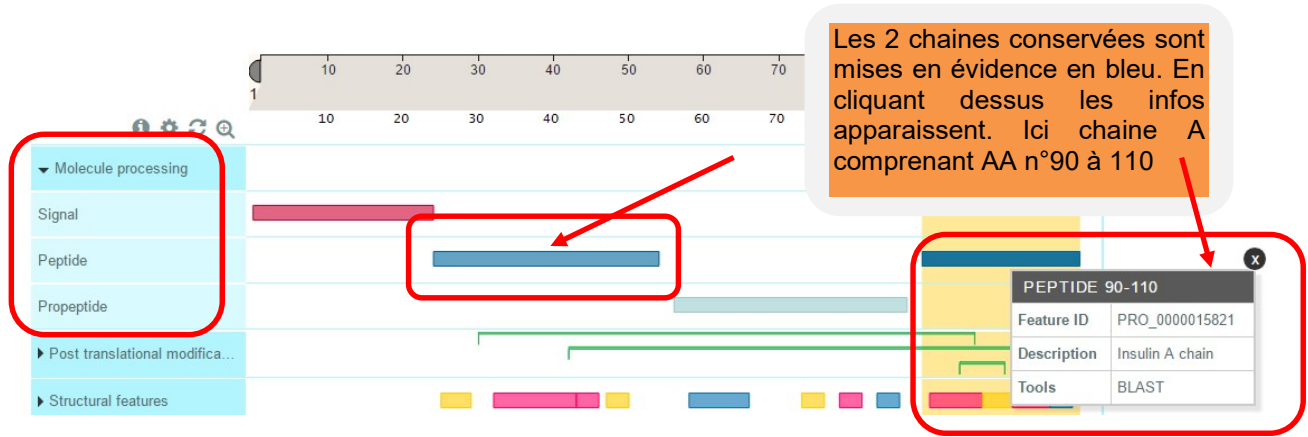 Les 2 chaines conservées sont
mises en évidence en bleu. En
cliquant dessus les infos
apparaissent. Ici chaine A
comprenant AA n°90 à 110
10 20 30 40 50 60 70
1
10 20 30 40 50 60 70
Molecule processing
Signal
Peptide
Propeptide
Post translational modifica...
Structural features
X
PEPTIDE 90-110
Feature ID PRO_0000015821
Description Insulin A chain
Tools BLAST